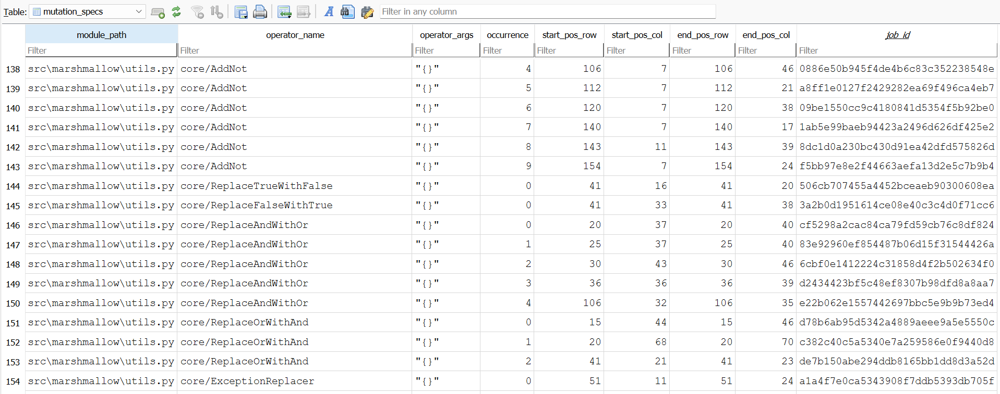 Table: mutation_specs Filter in any column
module_path operator_name operator_args occurrence start_pos_row start_pos_col end_pos_row end_pos_col job_id
Filter Filter Filter Filter Filter Filter Filter Filter Filter
138 src\marshmallow\utils.py core/AddNot "{}" 4 106 7 106 46 0886e50b945f4de4b6c83c352238548e
139 src\marshmallow\utils.py core/AddNot "{}" 5 112 7 112 21 a8ff1e0127f2429282ea69f496ca4eb7
140 src\marshmallow\utils.py core/AddNot "{}" 6 120 7 120 38 09be1550cc9c4180841d5354f5b92be0
141 src\marshmallow\utils.py core/AddNot "{}" 7 140 7 140 17 1ab5e99baeb94423a2496d626df425e2
142 src\marshmallow\utils.py core/AddNot "{}" 8 143 11 143 39 8dc1d0a230bc430d91ea42dfd575826d
143 src\marshmallow\utils.py core/AddNot "{}" 9 154 7 154 24 f5bb97e8e2f44663aefa13d2e5c7b9b4
144 src\marshmallow\utils.py core/ReplaceTrueWithFalse "{}" 0 41 16 41 20 506cb707455a4452bceaeb90300608ea
145 src\marshmallow\utils.py core/ReplaceFalseWithTrue "{}" 0 41 33 41 38 3a2b0d1951614ce08e40c3c4d0f71cc6
146 src\marshmallow\utils.py core/ReplaceAndWithOr "{}" 0 20 37 20 40 cf5298a2cac84ca79fd59cb76c8df824
147 src\marshmallow\utils.py core/ReplaceAndWithOr "{}" 1 25 37 25 40 83e92960ef854487b06d15f31544426a
148 src\marshmallow\utils.py core/ReplaceAndWithOr "{}" 2 30 43 30 46 6cbf0e1412224c31858d4f2b502634f0
149 src\marshmallow\utils.py core/ReplaceAndWithOr "{}" 3 36 36 36 39 d2434423bf5c48ef8307b98dfd8a8aa7
150 src\marshmallow\utils.py core/ReplaceAndWithOr "{}" 4 106 32 106 35 e22b062e1557442697bbc5e9b9b73ed4
151 src\marshmallow\utils.py core/ReplaceOrWithAnd "{}" 0 15 44 15 46 d78b6ab95d5342a4889aeee9a5e5550c
152 src\marshmallow\utils.py core/ReplaceOrWithAnd "{}" 1 20 68 20 70 c382c40c5a5340e7a259586e0f9440d8
153 src\marshmallow\utils.py core/ReplaceOrWithAnd "{}" 2 41 21 41 23 de7b150abe294ddb8165bb1dd8d3a52d
154 src\marshmallow\utils.py core/ExceptionReplacer "{}" 0 51 11 51 24 a1a4f7e0ca5343908f7ddb5393db705f